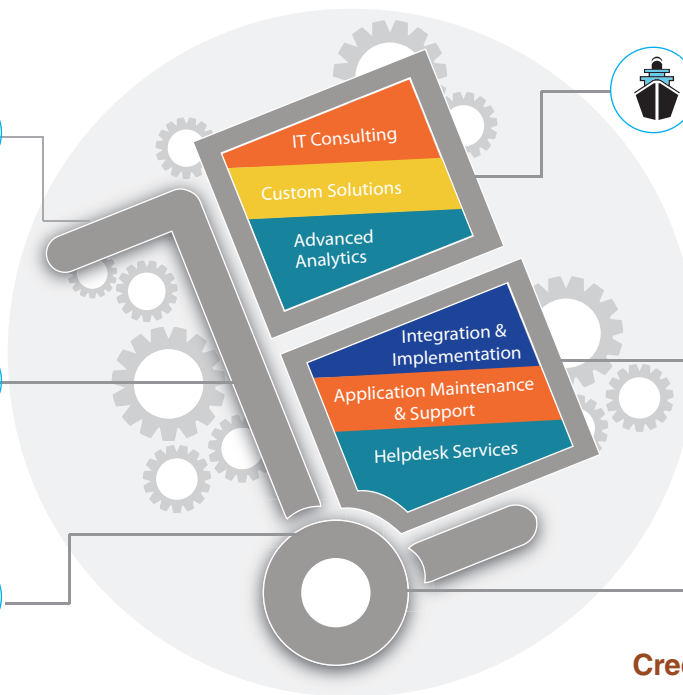 IT Consulting
Custom Solutions
Advanced
Analytics
Integration &
Implementation
Application Maintenance
& Support
Helpdesk Services